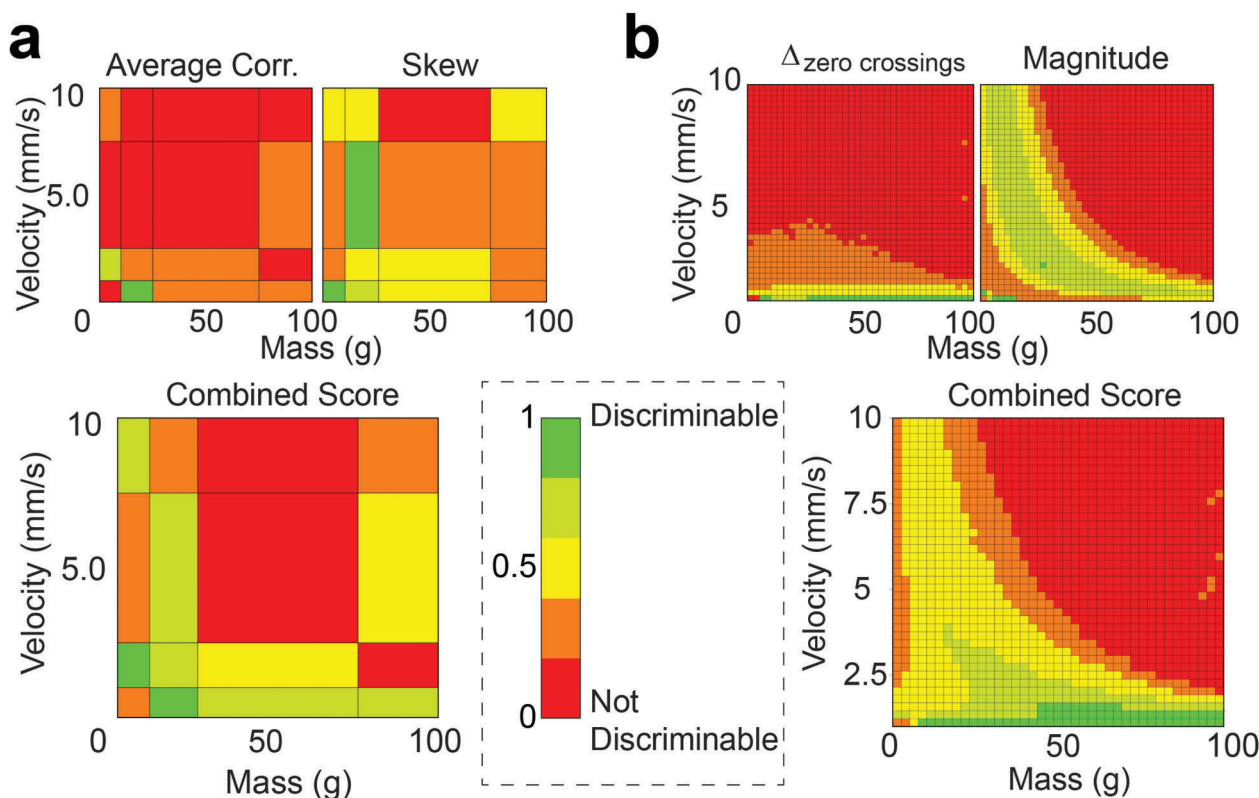 a
Average Corr.
Skew
10
5.0
Velocity (mm/s)
0
50
100
50
100
Mass (g)
b
Δzero crossings
Magnitude
10
5
Velocity (mm/s)
0
50
100
50
100
Mass (g)
Combined Score
10
5.0
Velocity (mm/s)
0
50
100
Mass (g)
1
Discriminable
0.5
0
Not
Discriminable
Combined Score
10
7.5
5
2.5
Velocity (mm/s)
0
50
100
Mass (g)